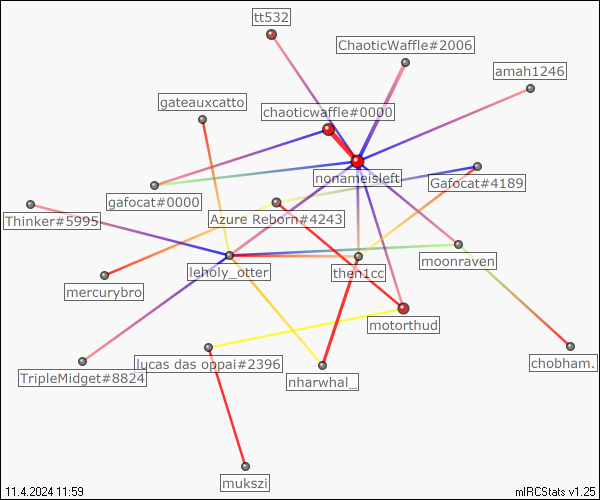 tt532
ChaoticWaffle#2006
amah1246
gateauxcatto
chaoticwaffle#0000
nonameisleft
Gafocat#4189
gafocat#0000
Thinker#5995
Azure Reborn#4243
moonraven
leholy_otter
then1cc
mercurybro
motorthud
chobham.
lucas das oppai#2396
TripleMidget#8824
nharwhal_
mukszi
11.4.2024 11:59
mIRCStats v1.25